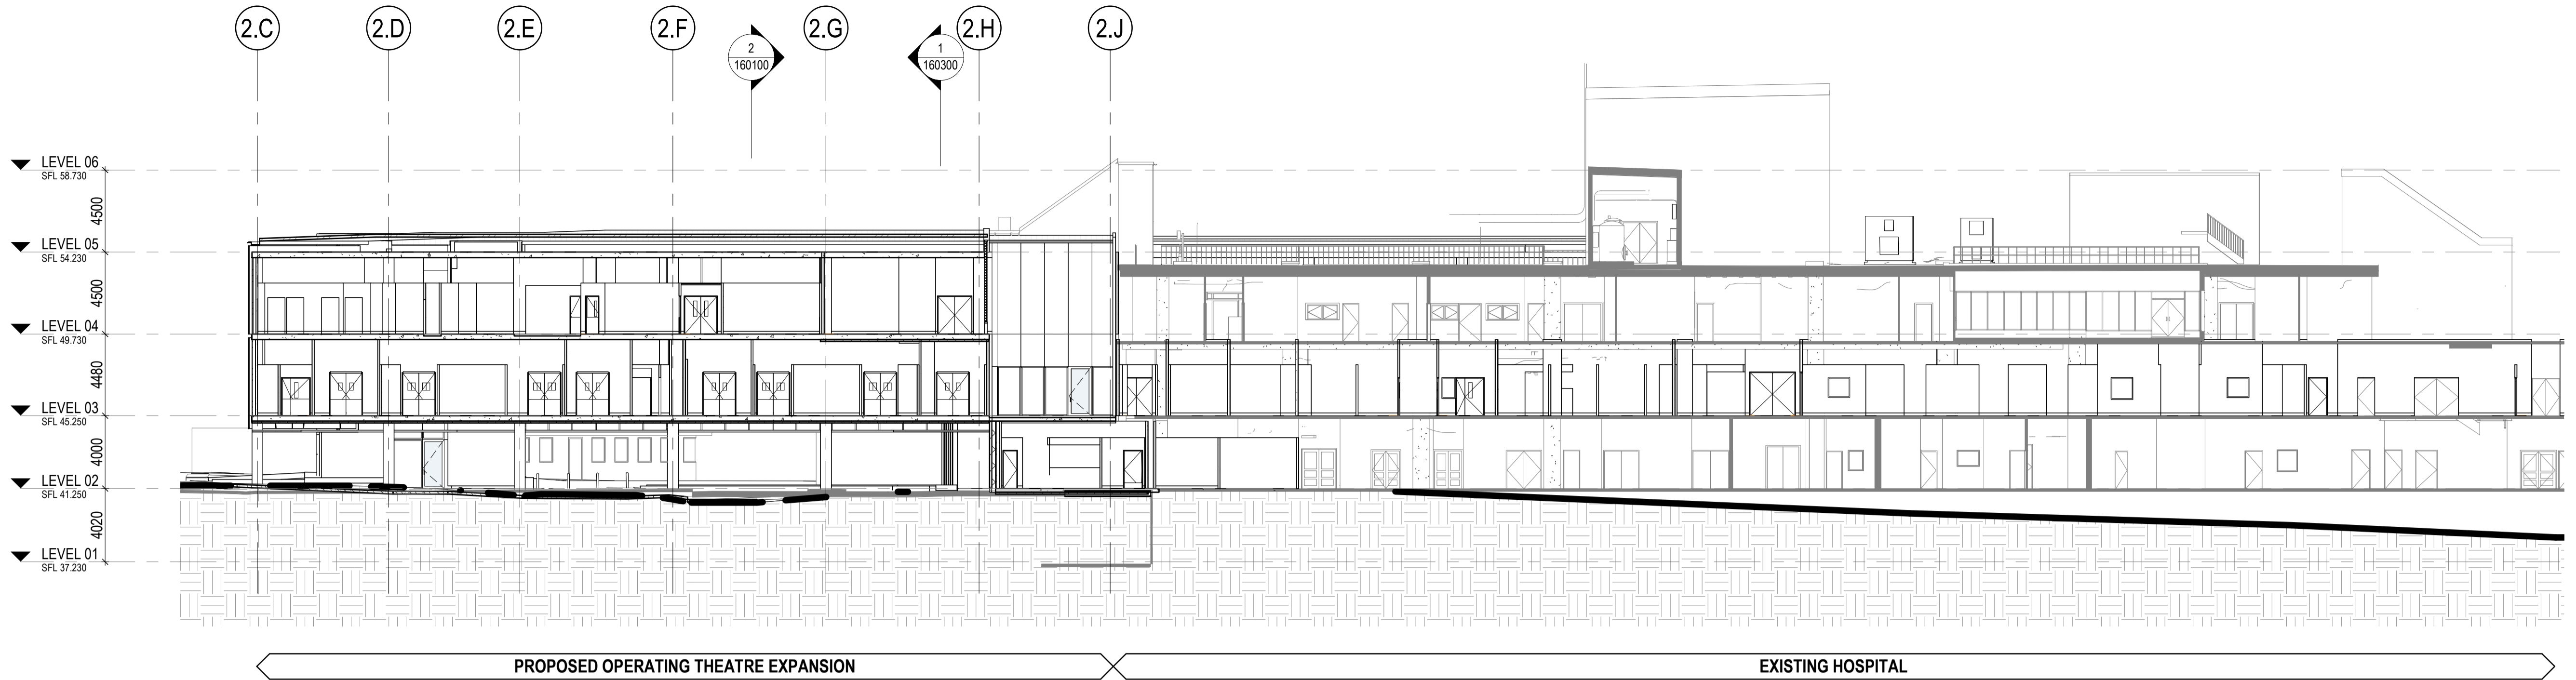 2.C
2.D
2.E
2.F
2
160100
2.G
1
160300
2.H
2.J
LEVEL 06
SFL 58.730
4500
LEVEL 05
SFL 54.230
4500
LEVEL 04
SFL 49.730
4480
LEVEL 03
SFL 45.250
4000
LEVEL 02
SFL 41.250
4020
LEVEL 01
SFL 37.230
PROPOSED OPERATING THEATRE EXPANSION
EXISTING HOSPITAL